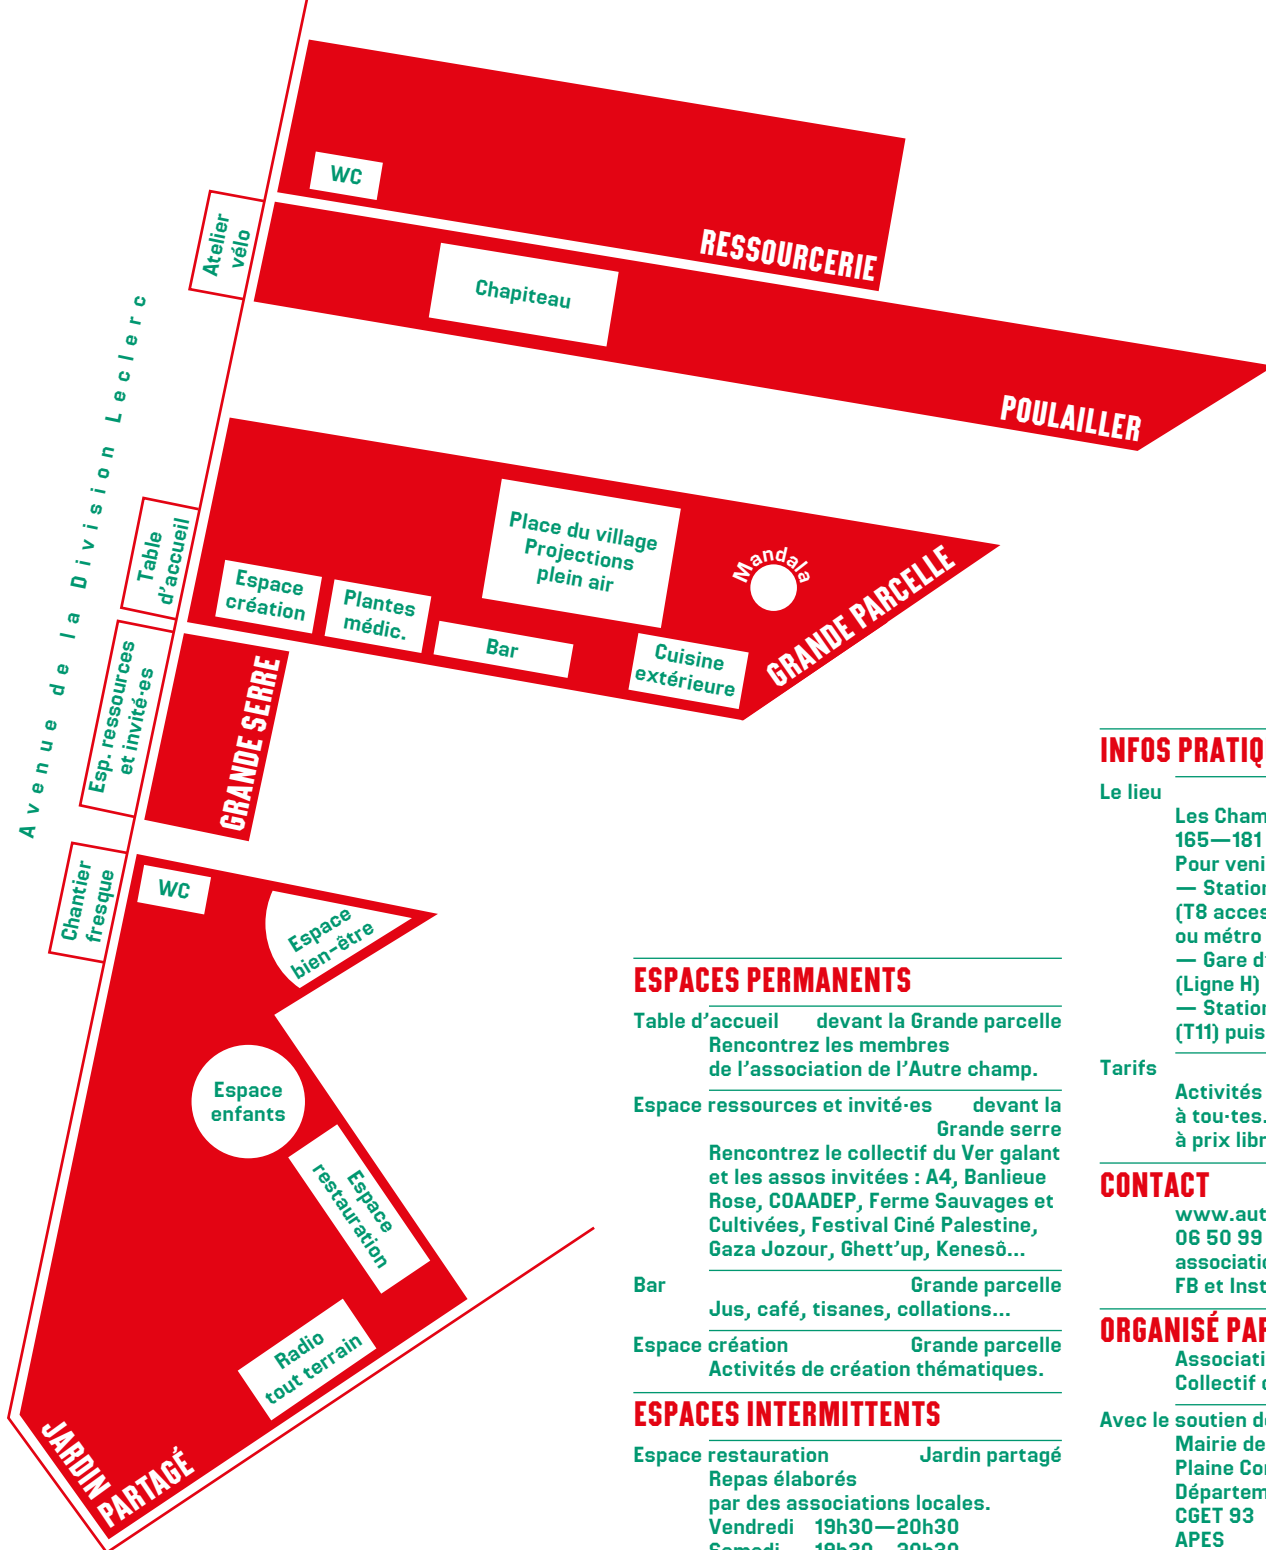 WC
RESSOURCERIE
Atelier
vélo
Chapiteau
POULAILLER
Avenue de la Division Leclerc
Table
d'accueil
Place du village
Projections
plein air
Mandala
GRANDE PARCELLE
Espace
création
Plantes
médic.
Bar
Cuisine
extérieure
Esp. ressources
et invité·es
GRANDE SERRE
Chantier
fresque
WC
Espace
bien-être
Espace
enfants
Espace
restauration
Radio
tout terrain
JARDIN
PARTAGÉ
ESPACES PERMANENTS
Table d'accueil devant la Grande parcelle
Rencontrez les membres
de l'association de l'Autre champ.
Espace ressources et invité·es devant la
Grande serre
Rencontrez le collectif du Ver galant
et les assos invitées : A4, Banlieue
Rose, COAADEP, Ferme Sauvages et
Cultivées, Festival Ciné Palestine,
Gaza Jozour, Ghett'up, Kenesô...
Bar Grande parcelle
Jus, café, tisanes, collations...
Espace création Grande parcelle
Activités de création thématiques.
ESPACES INTERMITTENTS
Espace restauration Jardin partagé
Repas élaborés
par des associations locales.
Vendredi 19h30—20h30
Samedi 19h30—20h30
INFOS PRATIQ
Le lieu
Les Cham
165—181
Pour veni
— Station
(T8 acces
ou métro
— Gare d'
(Ligne H)
— Station
(T11) puis
Tarifs
Activités
à tou·tes.
à prix libr
CONTACT
www.aut
06 50 99
associatio
FB et Inst
ORGANISÉ PAR
Associati
Collectif d
Avec le soutien de
Mairie de
Plaine Co
Départem
CGET 93
APES